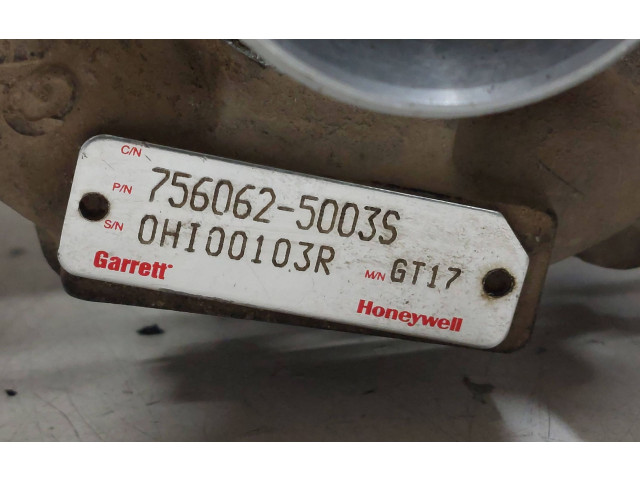 C/N
P/N 756062-5003S
S/N 0HI00103R M/N GT17
Garrett
Honeywell